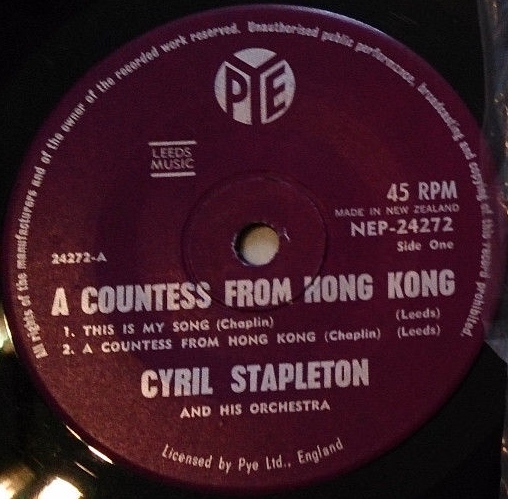 All rights of the manufacturers and of the owner of the recorded work reserved. Unauthorised public performance, broadcasting and copying of this record prohibited.
PYE
LEEDS
MUSIC
45 RPM
MADE IN NEW ZEALAND
NEP-24272
Side One
24272-A
A COUNTESS FROM HONG KONG
1. THIS IS MY SONG (Chaplin) (Leeds)
2. A COUNTESS FROM HONG KONG (Chaplin) (Leeds)
CYRIL STAPLETON
AND HIS ORCHESTRA
Licensed by Pye Ltd., England